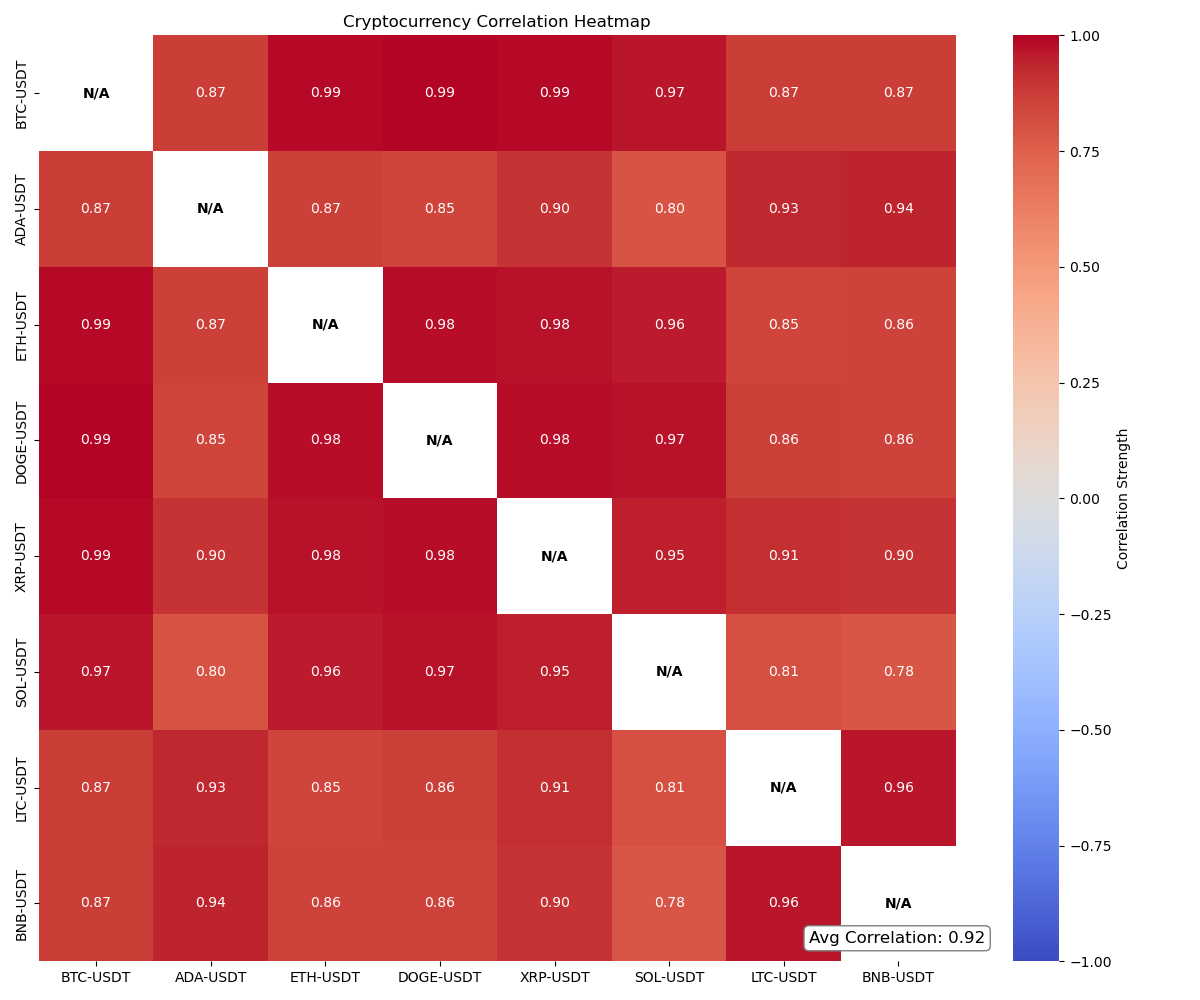 Cryptocurrency Correlation Heatmap
BTC-USDT N/A 0.87 0.99 0.99 0.99 0.97 0.87 0.87
ADA-USDT 0.87 N/A 0.87 0.85 0.90 0.80 0.93 0.94
ETH-USDT 0.99 0.87 N/A 0.98 0.98 0.96 0.85 0.86
DOGE-USDT 0.99 0.85 0.98 N/A 0.98 0.97 0.86 0.86
XRP-USDT 0.99 0.90 0.98 0.98 N/A 0.95 0.91 0.90
SOL-USDT 0.97 0.80 0.96 0.97 0.95 N/A 0.81 0.78
LTC-USDT 0.87 0.93 0.85 0.86 0.91 0.81 N/A 0.96
BNB-USDT 0.87 0.94 0.86 0.86 0.90 0.78 0.96 N/A
Avg Correlation: 0.92
BTC-USDT ADA-USDT ETH-USDT DOGE-USDT XRP-USDT SOL-USDT LTC-USDT BNB-USDT
1.00
0.75
0.50
0.25
0.00
−0.25
−0.50
−0.75
−1.00
Correlation Strength